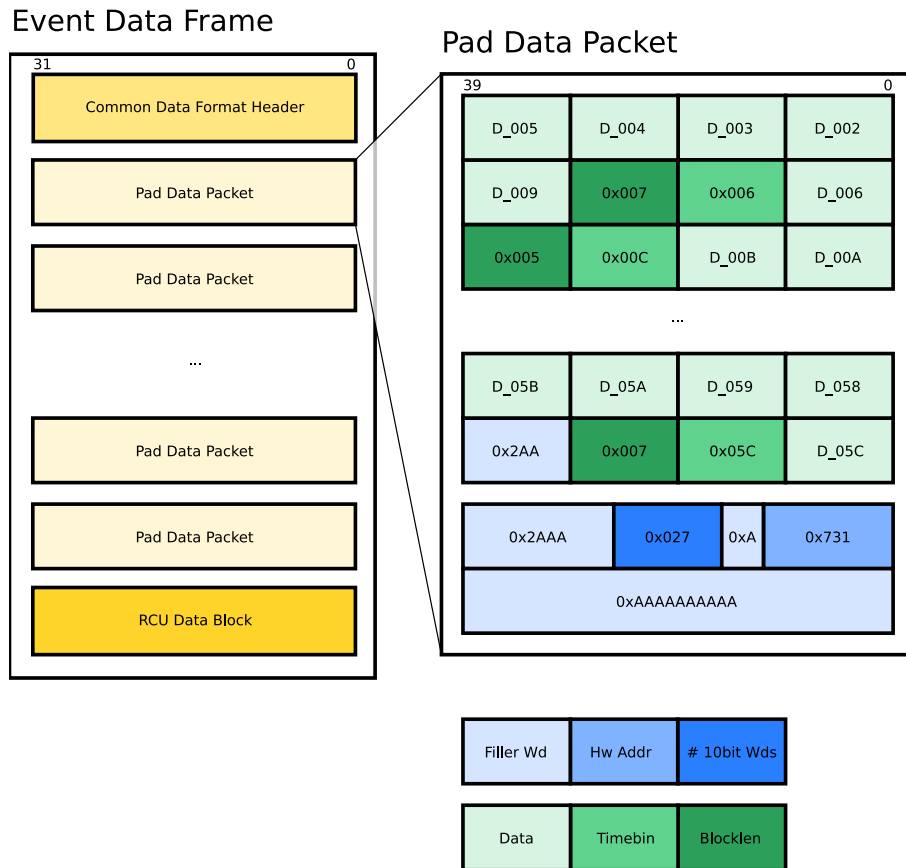 Event Data Frame
31 0
Common Data Format Header
Pad Data Packet
Pad Data Packet
...
Pad Data Packet
Pad Data Packet
RCU Data Block
Pad Data Packet
39 0
D_005 D_004 D_003 D_002
D_009 0x007 0x006 D_006
0x005 0x00C D_00B D_00A
...
D_05B D_05A D_059 D_058
0x2AA 0x007 0x05C D_05C
0x2AAA 0x027 0xA 0x731
0xAAAAAAAAAA
Filler Wd Hw Addr # 10bit Wds
Data Timebin Blocklen